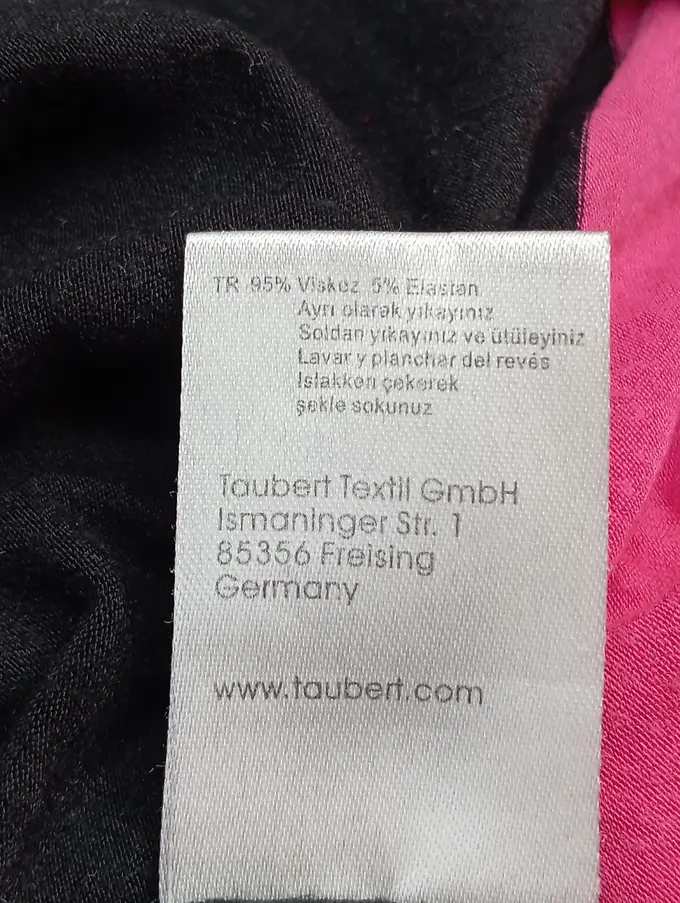 TR 95% Viskoz 5% Elastan
Ayrı olarak yıkayınız
Soldan yıkayınız ve ütüleyiniz
Lavar y planchar del revés
Islakken çekerek
şekle sokunuz
Taubert Textil GmbH
Ismaninger Str. 1
85356 Freising
Germany
www.taubert.com